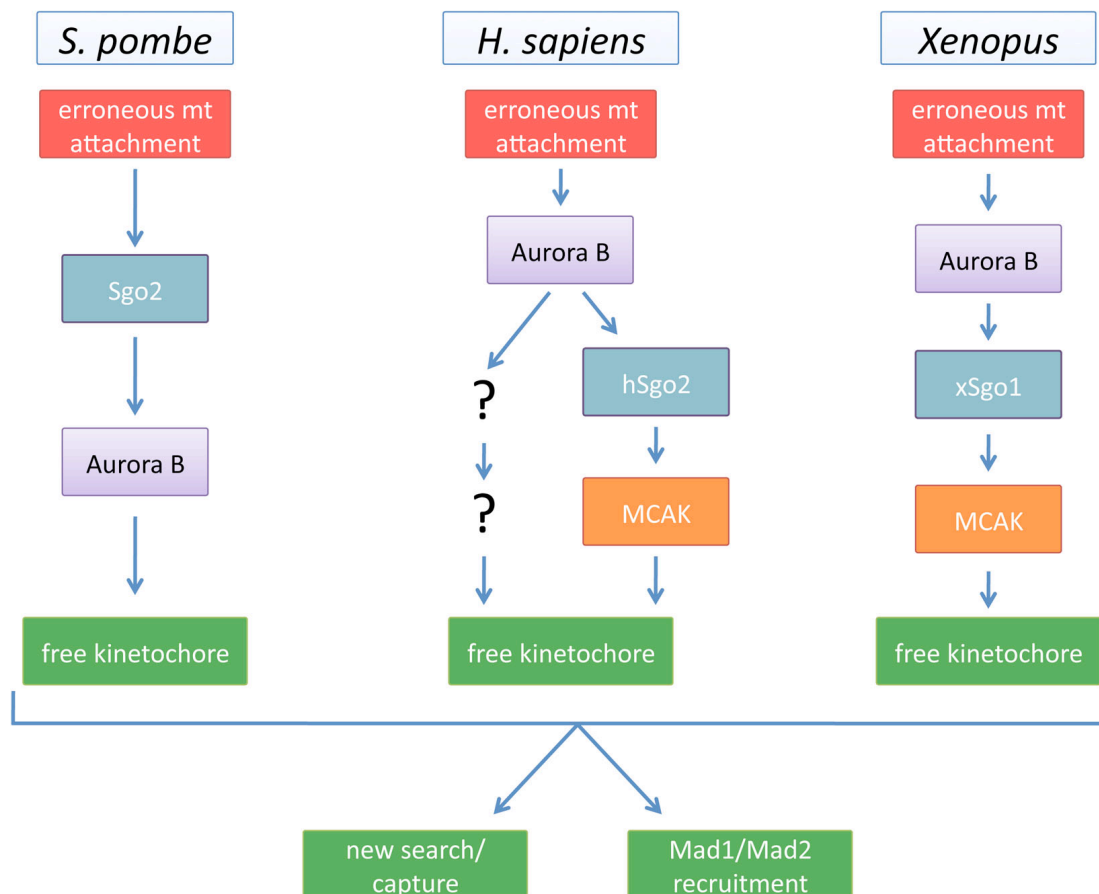 S. pombe
erroneous mt
attachment
Sgo2
Aurora B
free kinetochore
H. sapiens
erroneous mt
attachment
Aurora B
?
?
hSgo2
MCAK
free kinetochore
Xenopus
erroneous mt
attachment
Aurora B
xSgo1
MCAK
free kinetochore
new search/
capture
Mad1/Mad2
recruitment